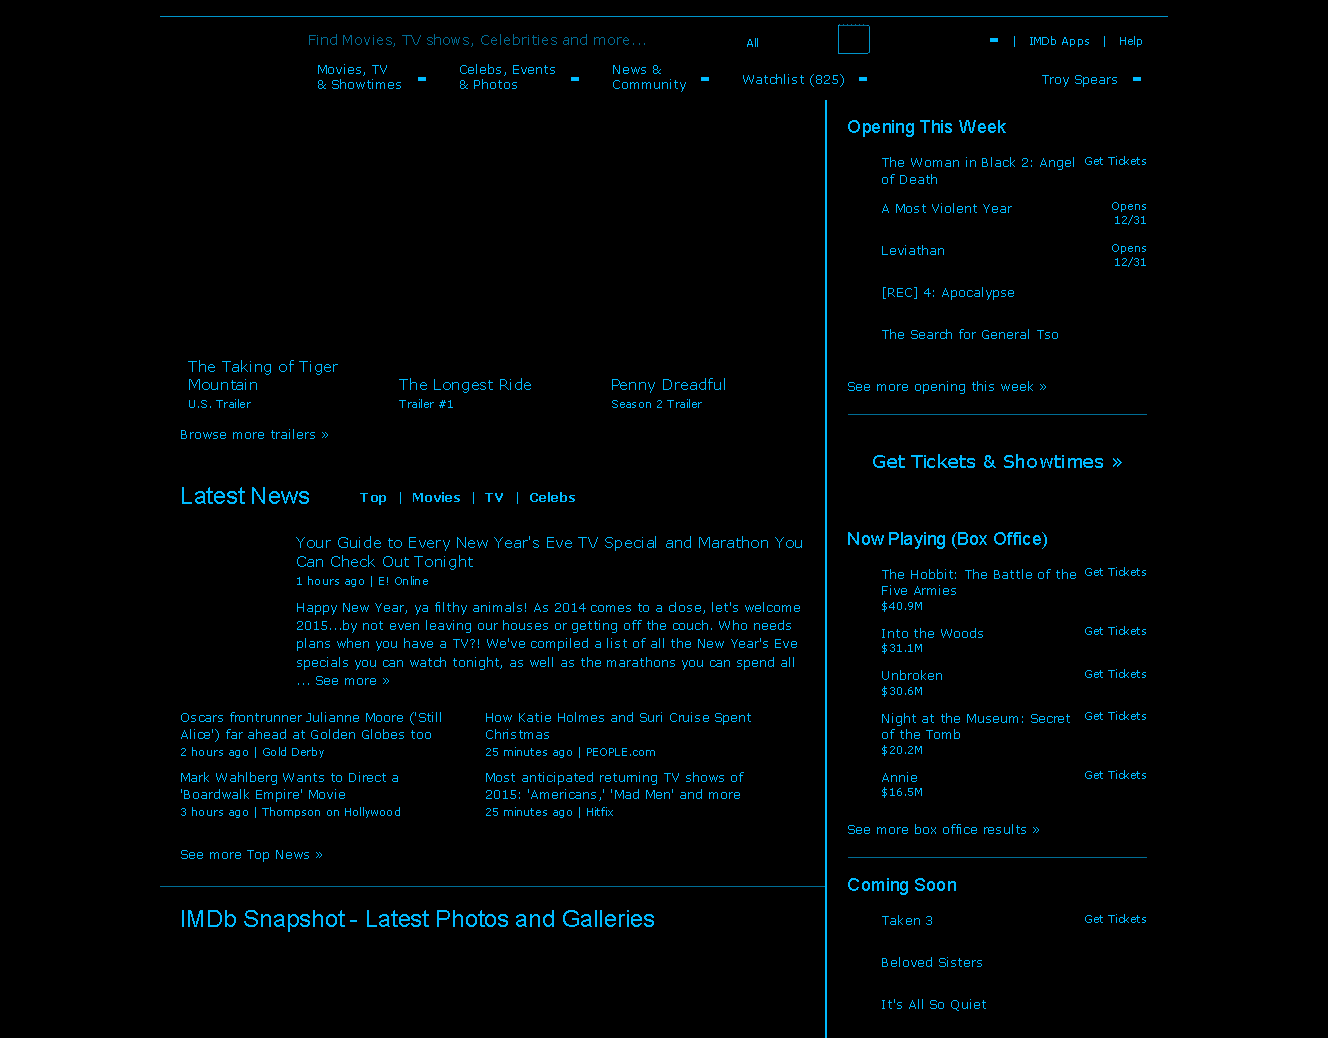 Find Movies, TV shows, Celebrities and more...
All
| IMDb Apps | Help
Movies, TV
& Showtimes
Celebs, Events
& Photos
News &
Community
Watchlist (825)
Troy Spears
The Taking of Tiger
Mountain
U.S. Trailer
The Longest Ride
Trailer #1
Penny Dreadful
Season 2 Trailer
Browse more trailers »
Latest News
Top | Movies | TV | Celebs
Your Guide to Every New Year's Eve TV Special and Marathon You
Can Check Out Tonight
1 hours ago | E! Online
Happy New Year, ya filthy animals! As 2014 comes to a close, let's welcome
2015...by not even leaving our houses or getting off the couch. Who needs
plans when you have a TV?! We've compiled a list of all the New Year's Eve
specials you can watch tonight, as well as the marathons you can spend all
... See more »
Oscars frontrunner Julianne Moore ('Still
Alice') far ahead at Golden Globes too
2 hours ago | Gold Derby
How Katie Holmes and Suri Cruise Spent
Christmas
25 minutes ago | PEOPLE.com
Mark Wahlberg Wants to Direct a
'Boardwalk Empire' Movie
3 hours ago | Thompson on Hollywood
Most anticipated returning TV shows of
2015: 'Americans,' 'Mad Men' and more
25 minutes ago | Hitfix
See more Top News »
IMDb Snapshot - Latest Photos and Galleries
Opening This Week
The Woman in Black 2: Angel
of Death
Get Tickets
A Most Violent Year
Opens
12/31
Leviathan
Opens
12/31
[REC] 4: Apocalypse
The Search for General Tso
See more opening this week »
Get Tickets & Showtimes »
Now Playing (Box Office)
The Hobbit: The Battle of the
Five Armies
$40.9M
Get Tickets
Into the Woods
$31.1M
Get Tickets
Unbroken
$30.6M
Get Tickets
Night at the Museum: Secret
of the Tomb
$20.2M
Get Tickets
Annie
$16.5M
Get Tickets
See more box office results »
Coming Soon
Taken 3
Get Tickets
Beloved Sisters
It's All So Quiet